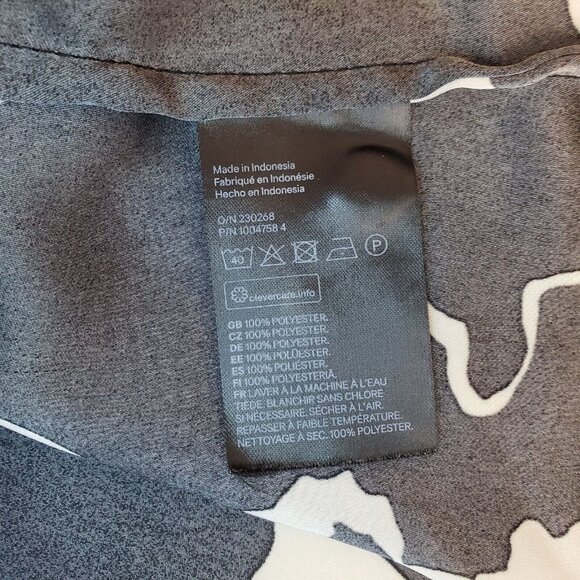 Made in Indonesia
Fabriqué en Indonésie
Hecho en Indonesia
O/N 230268
P/N 1004758 4
40 P
clevercare.info
GB 100% POLYESTER.
CZ 100% POLYESTER.
DE 100% POLYESTER.
EE 100% POLÜESTER.
ES 100% POLIÉSTER.
FI 100% POLYESTERIÄ.
FR LAVER À LA MACHINE À L'EAU
TIÈDE. BLANCHIR SANS CHLORE
SI NÉCESSAIRE. SÉCHER À L'AIR.
REPASSER À FAIBLE TEMPÉRATURE.
NETTOYAGE À SEC. 100% POLYESTER.